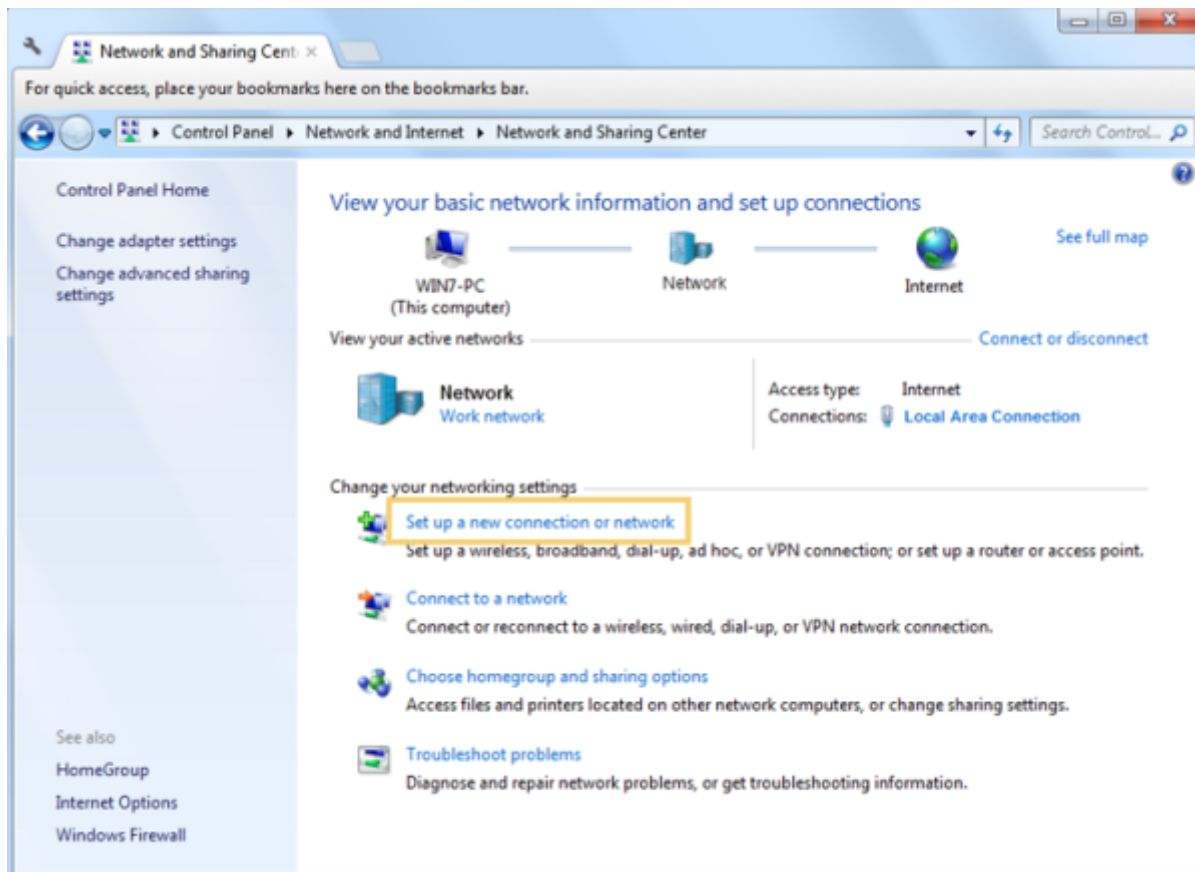 Network and Sharing Cent
For quick access, place your bookmarks here on the bookmarks bar.
Control Panel Network and Internet Network and Sharing Center
Search Control...
Control Panel Home
Change adapter settings
Change advanced sharing
settings
View your basic network information and set up connections
See full map
WIN7-PC
(This computer)
Network
Internet
View your active networks
Connect or disconnect
Network
Work network
Access type: Internet
Connections: Local Area Connection
Change your networking settings
Set up a new connection or network
Set up a wireless, broadband, dial-up, ad hoc, or VPN connection; or set up a router or access point.
Connect to a network
Connect or reconnect to a wireless, wired, dial-up, or VPN network connection.
Choose homegroup and sharing options
Access files and printers located on other network computers, or change sharing settings.
Troubleshoot problems
Diagnose and repair network problems, or get troubleshooting information.
See also
HomeGroup
Internet Options
Windows Firewall